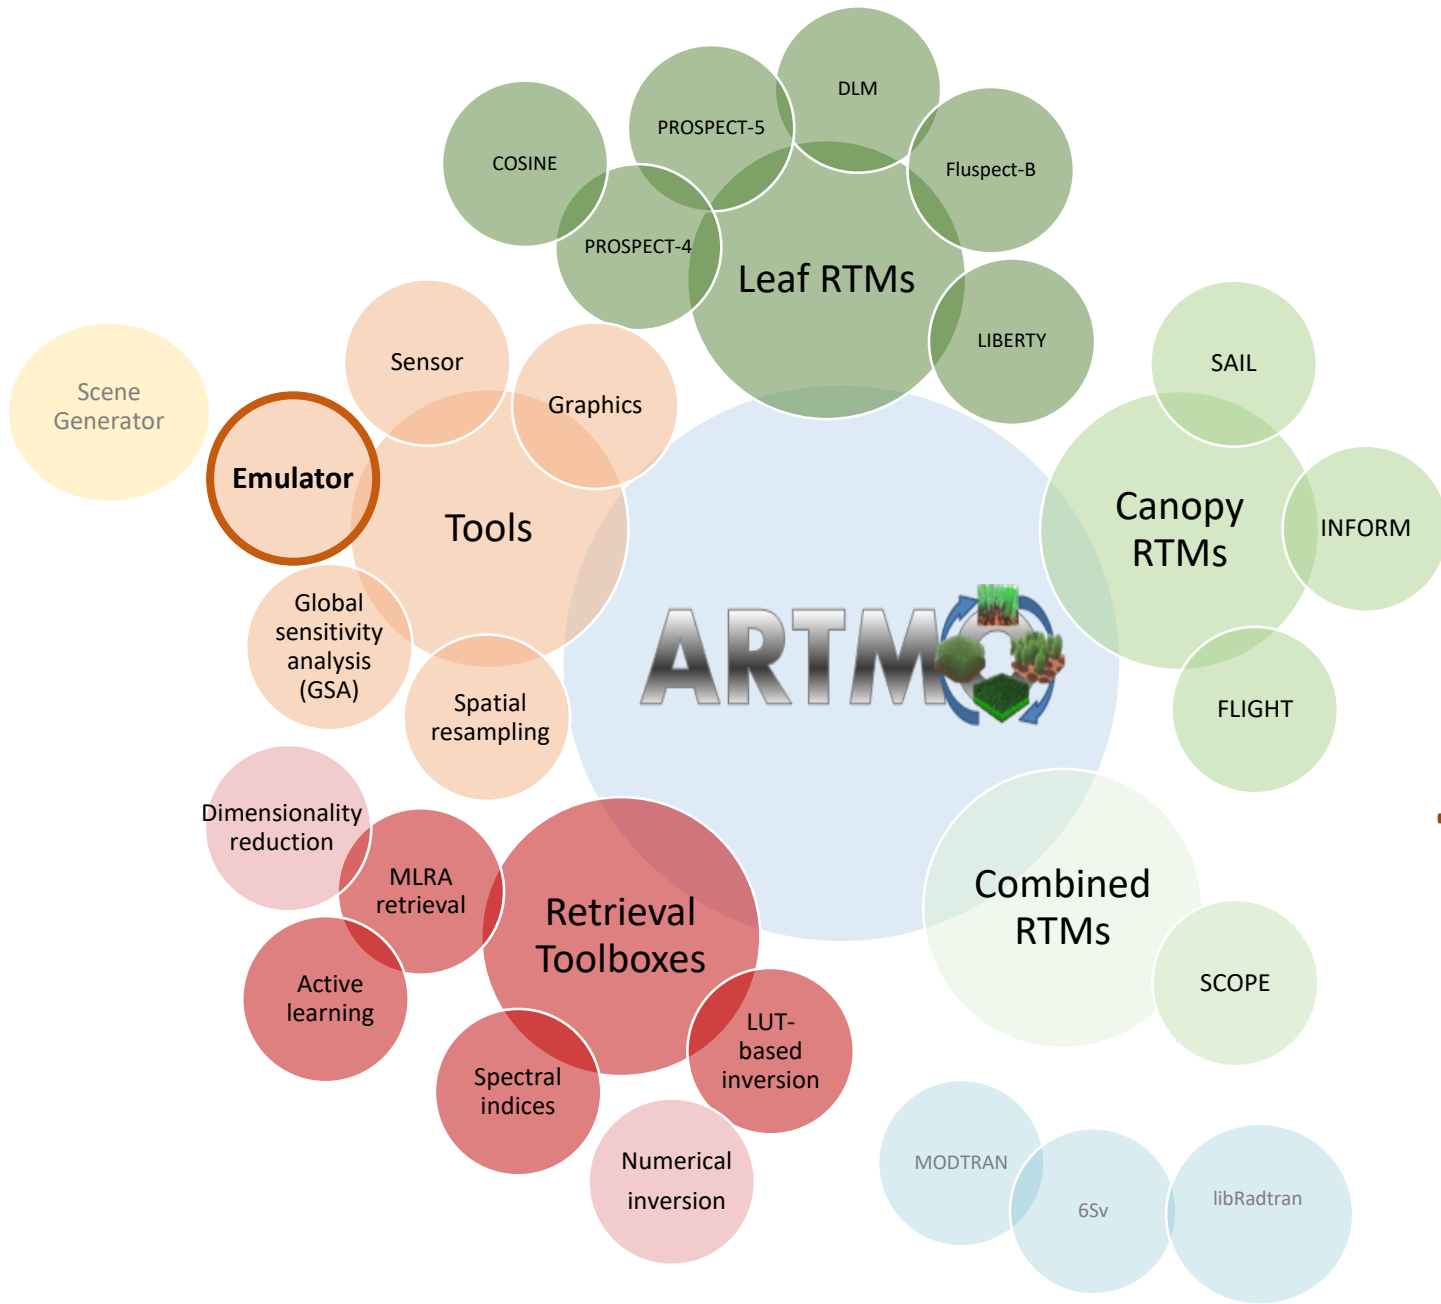 DLM
PROSPECT-5
COSINE
Fluspect-B
PROSPECT-4
Leaf RTMs
LIBERTY
Sensor
SAIL
Scene
Generator
Graphics
Emulator
Tools
Canopy
RTMs
INFORM
Global
sensitivity
analysis
(GSA)
ARTMO
Spatial
resampling
FLIGHT
Dimensionality
reduction
MLRA
retrieval
Retrieval
Toolboxes
Combined
RTMs
Active
learning
SCOPE
LUT-
based
inversion
Spectral
indices
Numerical
inversion
MODTRAN
6Sv
libRadtran